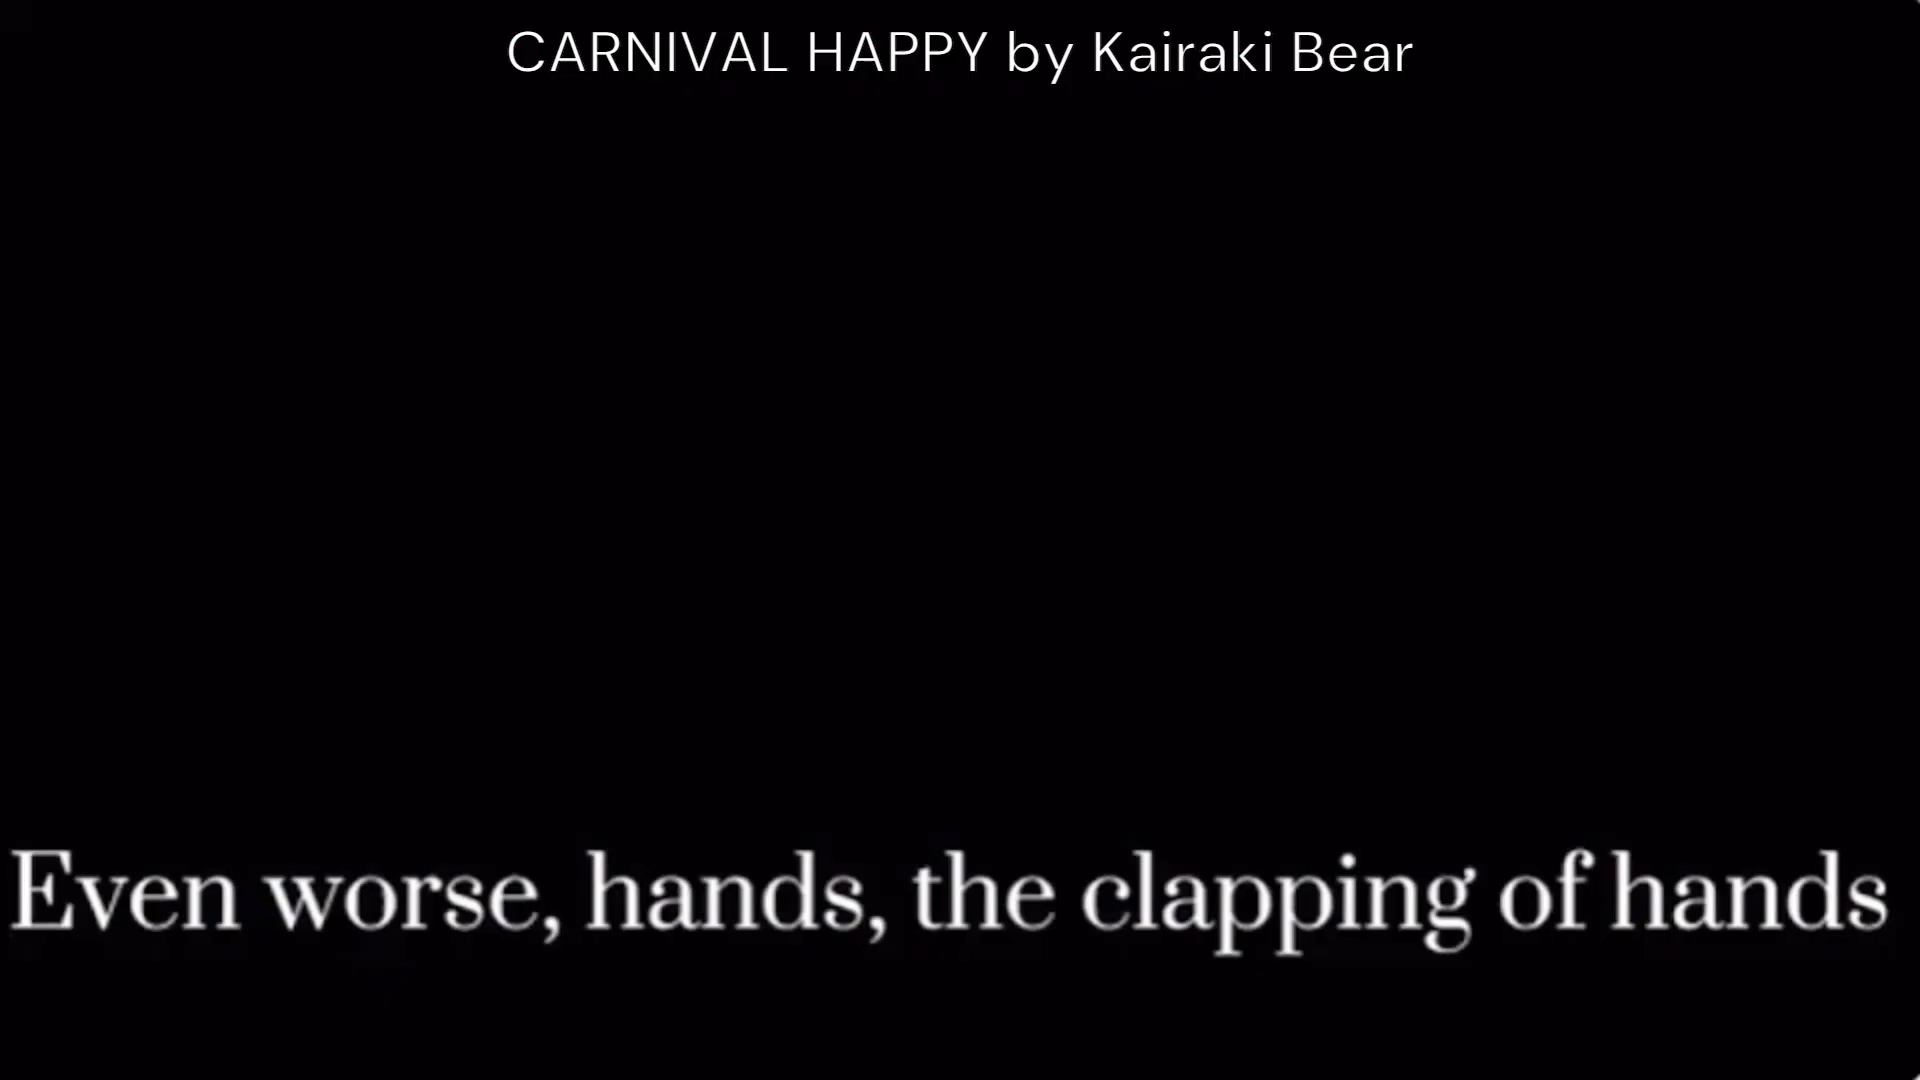 CARNIVAL HAPPY by Kairaki Bear
Even worse, hands, the clapping of hands